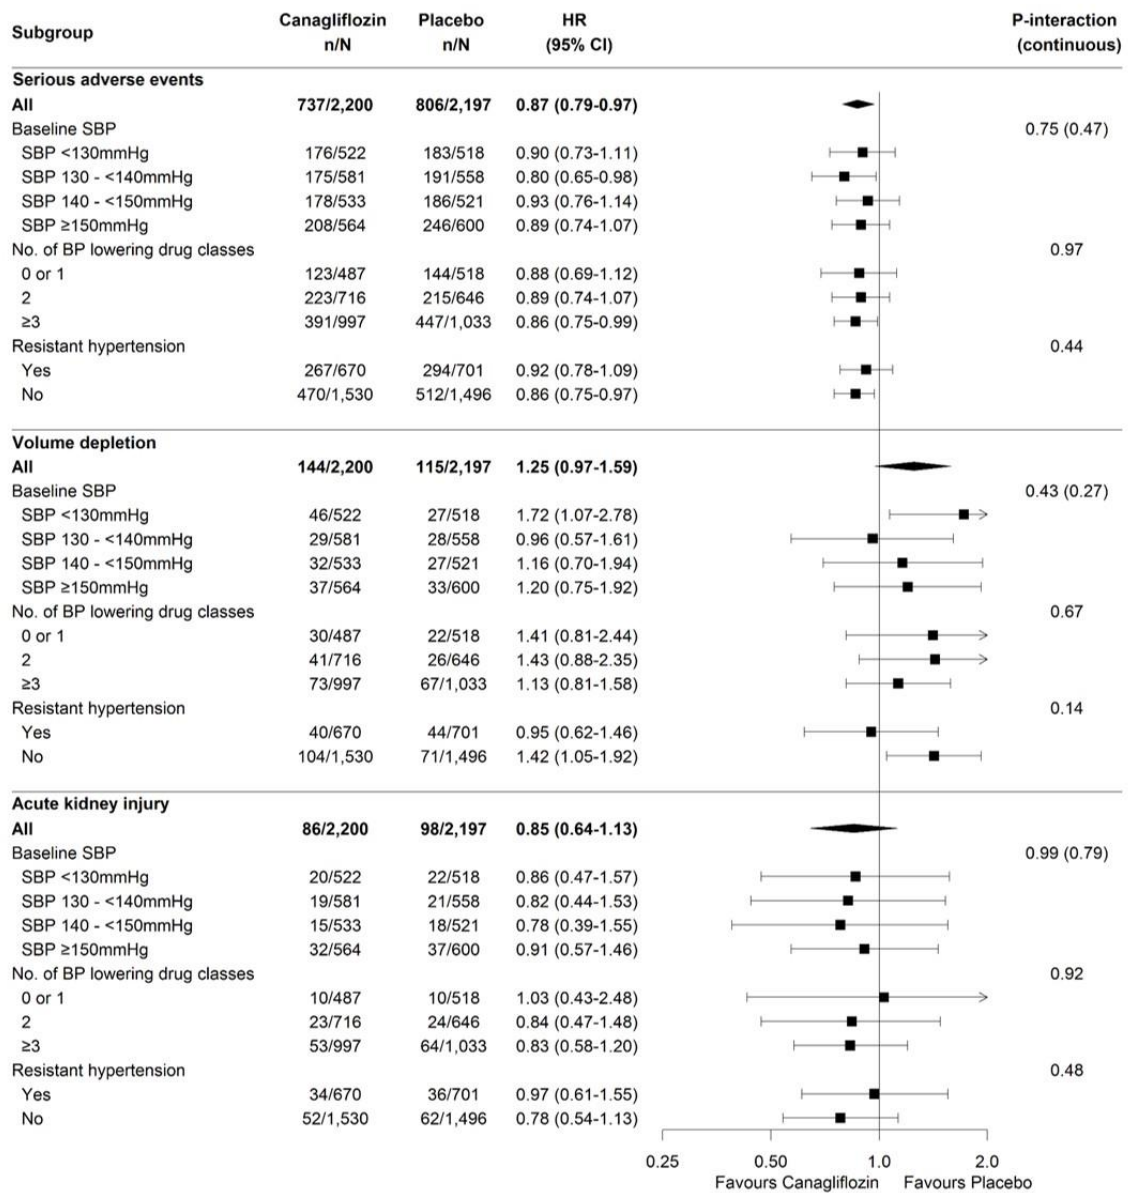 Subgroup Canagliflozin Placebo HR P-interaction
n/N n/N (95% CI) (continuous)
Serious adverse events
All 737/2,200 806/2,197 0.87 (0.79-0.97)
Baseline SBP 0.75 (0.47)
SBP <130mmHg 176/522 183/518 0.90 (0.73-1.11)
SBP 130 - <140mmHg 175/581 191/558 0.80 (0.65-0.98)
SBP 140 - <150mmHg 178/533 186/521 0.93 (0.76-1.14)
SBP ≥150mmHg 208/564 246/600 0.89 (0.74-1.07)
No. of BP lowering drug classes 0.97
0 or 1 123/487 144/518 0.88 (0.69-1.12)
2 223/716 215/646 0.89 (0.74-1.07)
≥3 391/997 447/1,033 0.86 (0.75-0.99)
Resistant hypertension 0.44
Yes 267/670 294/701 0.92 (0.78-1.09)
No 470/1,530 512/1,496 0.86 (0.75-0.97)
Volume depletion
All 144/2,200 115/2,197 1.25 (0.97-1.59)
Baseline SBP 0.43 (0.27)
SBP <130mmHg 46/522 27/518 1.72 (1.07-2.78)
SBP 130 - <140mmHg 29/581 28/558 0.96 (0.57-1.61)
SBP 140 - <150mmHg 32/533 27/521 1.16 (0.70-1.94)
SBP ≥150mmHg 37/564 33/600 1.20 (0.75-1.92)
No. of BP lowering drug classes 0.67
0 or 1 30/487 22/518 1.41 (0.81-2.44)
2 41/716 26/646 1.43 (0.88-2.35)
≥3 73/997 67/1,033 1.13 (0.81-1.58)
Resistant hypertension 0.14
Yes 40/670 44/701 0.95 (0.62-1.46)
No 104/1,530 71/1,496 1.42 (1.05-1.92)
Acute kidney injury
All 86/2,200 98/2,197 0.85 (0.64-1.13)
Baseline SBP 0.99 (0.79)
SBP <130mmHg 20/522 22/518 0.86 (0.47-1.57)
SBP 130 - <140mmHg 19/581 21/558 0.82 (0.44-1.53)
SBP 140 - <150mmHg 15/533 18/521 0.78 (0.39-1.55)
SBP ≥150mmHg 32/564 37/600 0.91 (0.57-1.46)
No. of BP lowering drug classes 0.92
0 or 1 10/487 10/518 1.03 (0.43-2.48)
2 23/716 24/646 0.84 (0.47-1.48)
≥3 53/997 64/1,033 0.83 (0.58-1.20)
Resistant hypertension 0.48
Yes 34/670 36/701 0.97 (0.61-1.55)
No 52/1,530 62/1,496 0.78 (0.54-1.13)
0.25 0.50 1.0 2.0
Favours Canagliflozin Favours Placebo